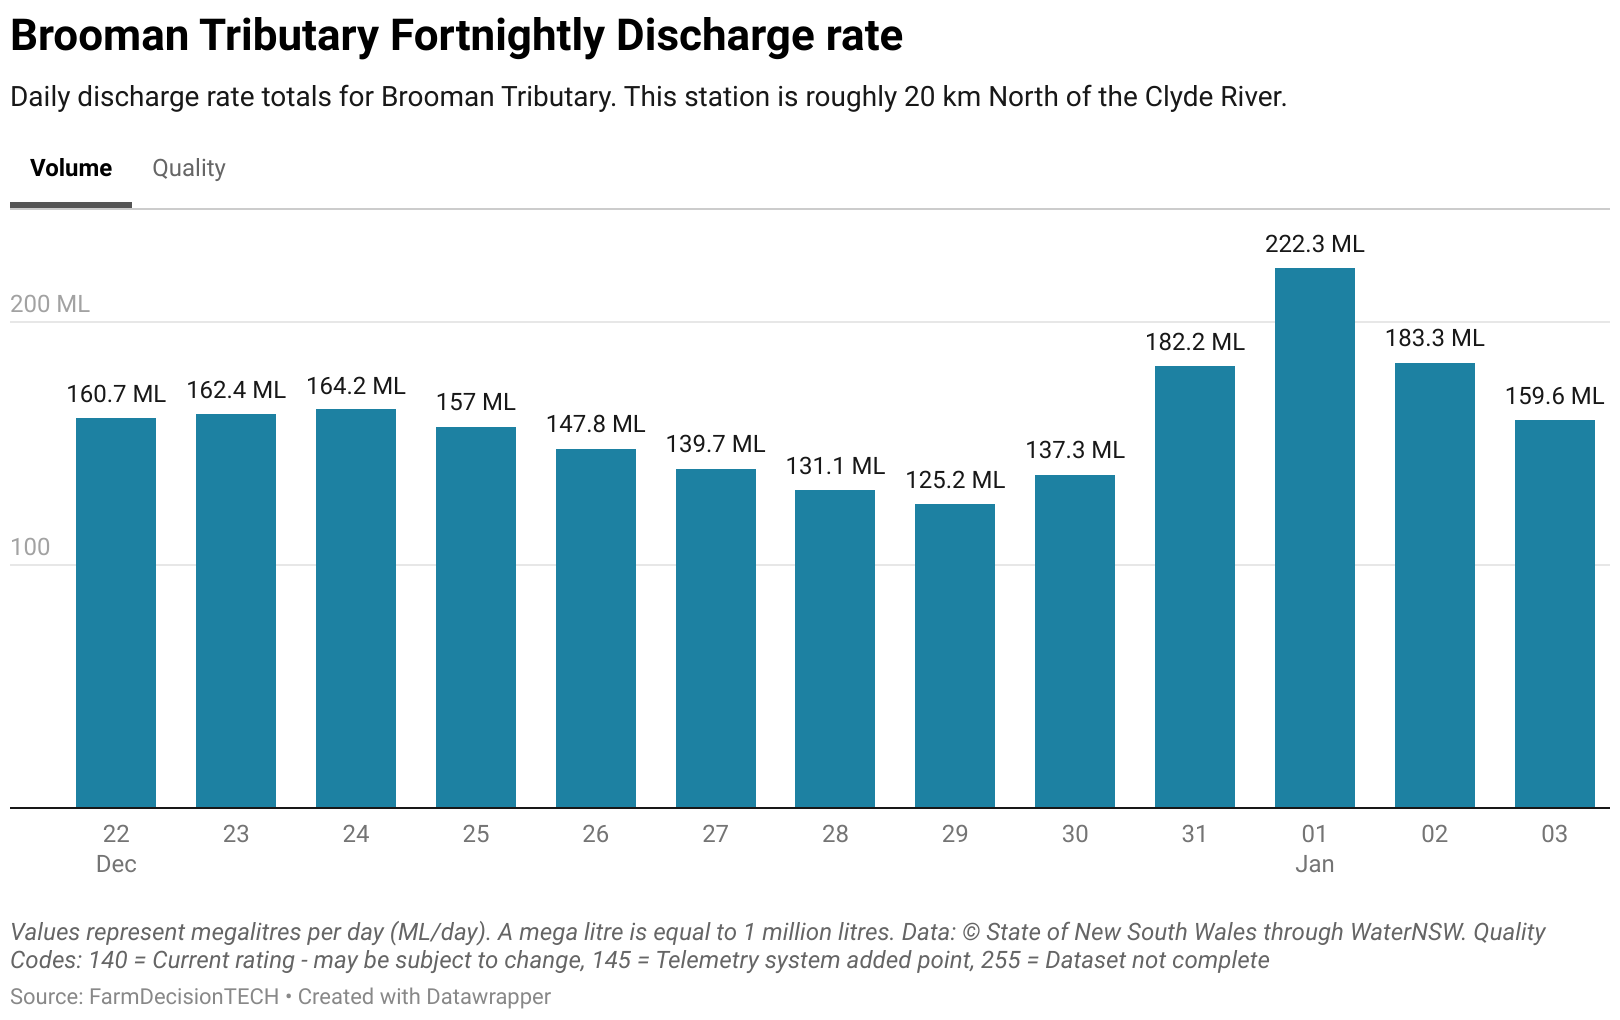 Brooman Tributary Fortnightly Discharge rate
Daily discharge rate totals for Brooman Tributary. This station is roughly 20 km North of the Clyde River.
Volume Quality
222.3 ML
200 ML
182.2 ML 183.3 ML
160.7 ML 162.4 ML 164.2 ML 157 ML 159.6 ML
147.8 ML 139.7 ML 131.1 ML 125.2 ML 137.3 ML
100
22 23 24 25 26 27 28 29 30 31 01 02 03
Dec Jan
Values represent megalitres per day (ML/day). A mega litre is equal to 1 million litres. Data: © State of New South Wales through WaterNSW. Quality
Codes: 140 = Current rating - may be subject to change, 145 = Telemetry system added point, 255 = Dataset not complete
Source: FarmDecisionTECH • Created with Datawrapper